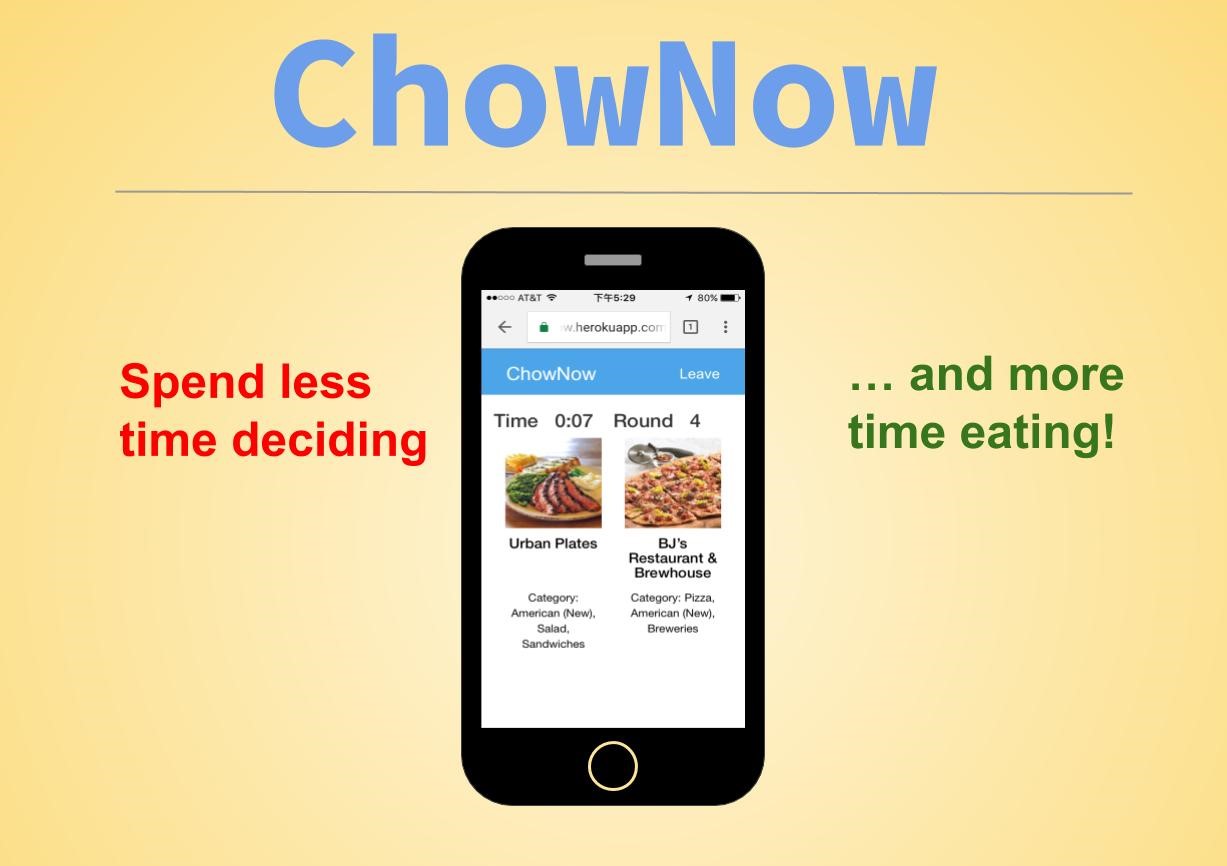 ChowNow
Spend less
time deciding
AT&T 下午5:29 80%
w.herokuapp.com
1
ChowNow Leave
Time 0:07 Round 4
Urban Plates
Category:
American (New),
Salad,
Sandwiches
BJ's
Restaurant &
Brewhouse
Category: Pizza,
American (New),
Breweries
… and more
time eating!